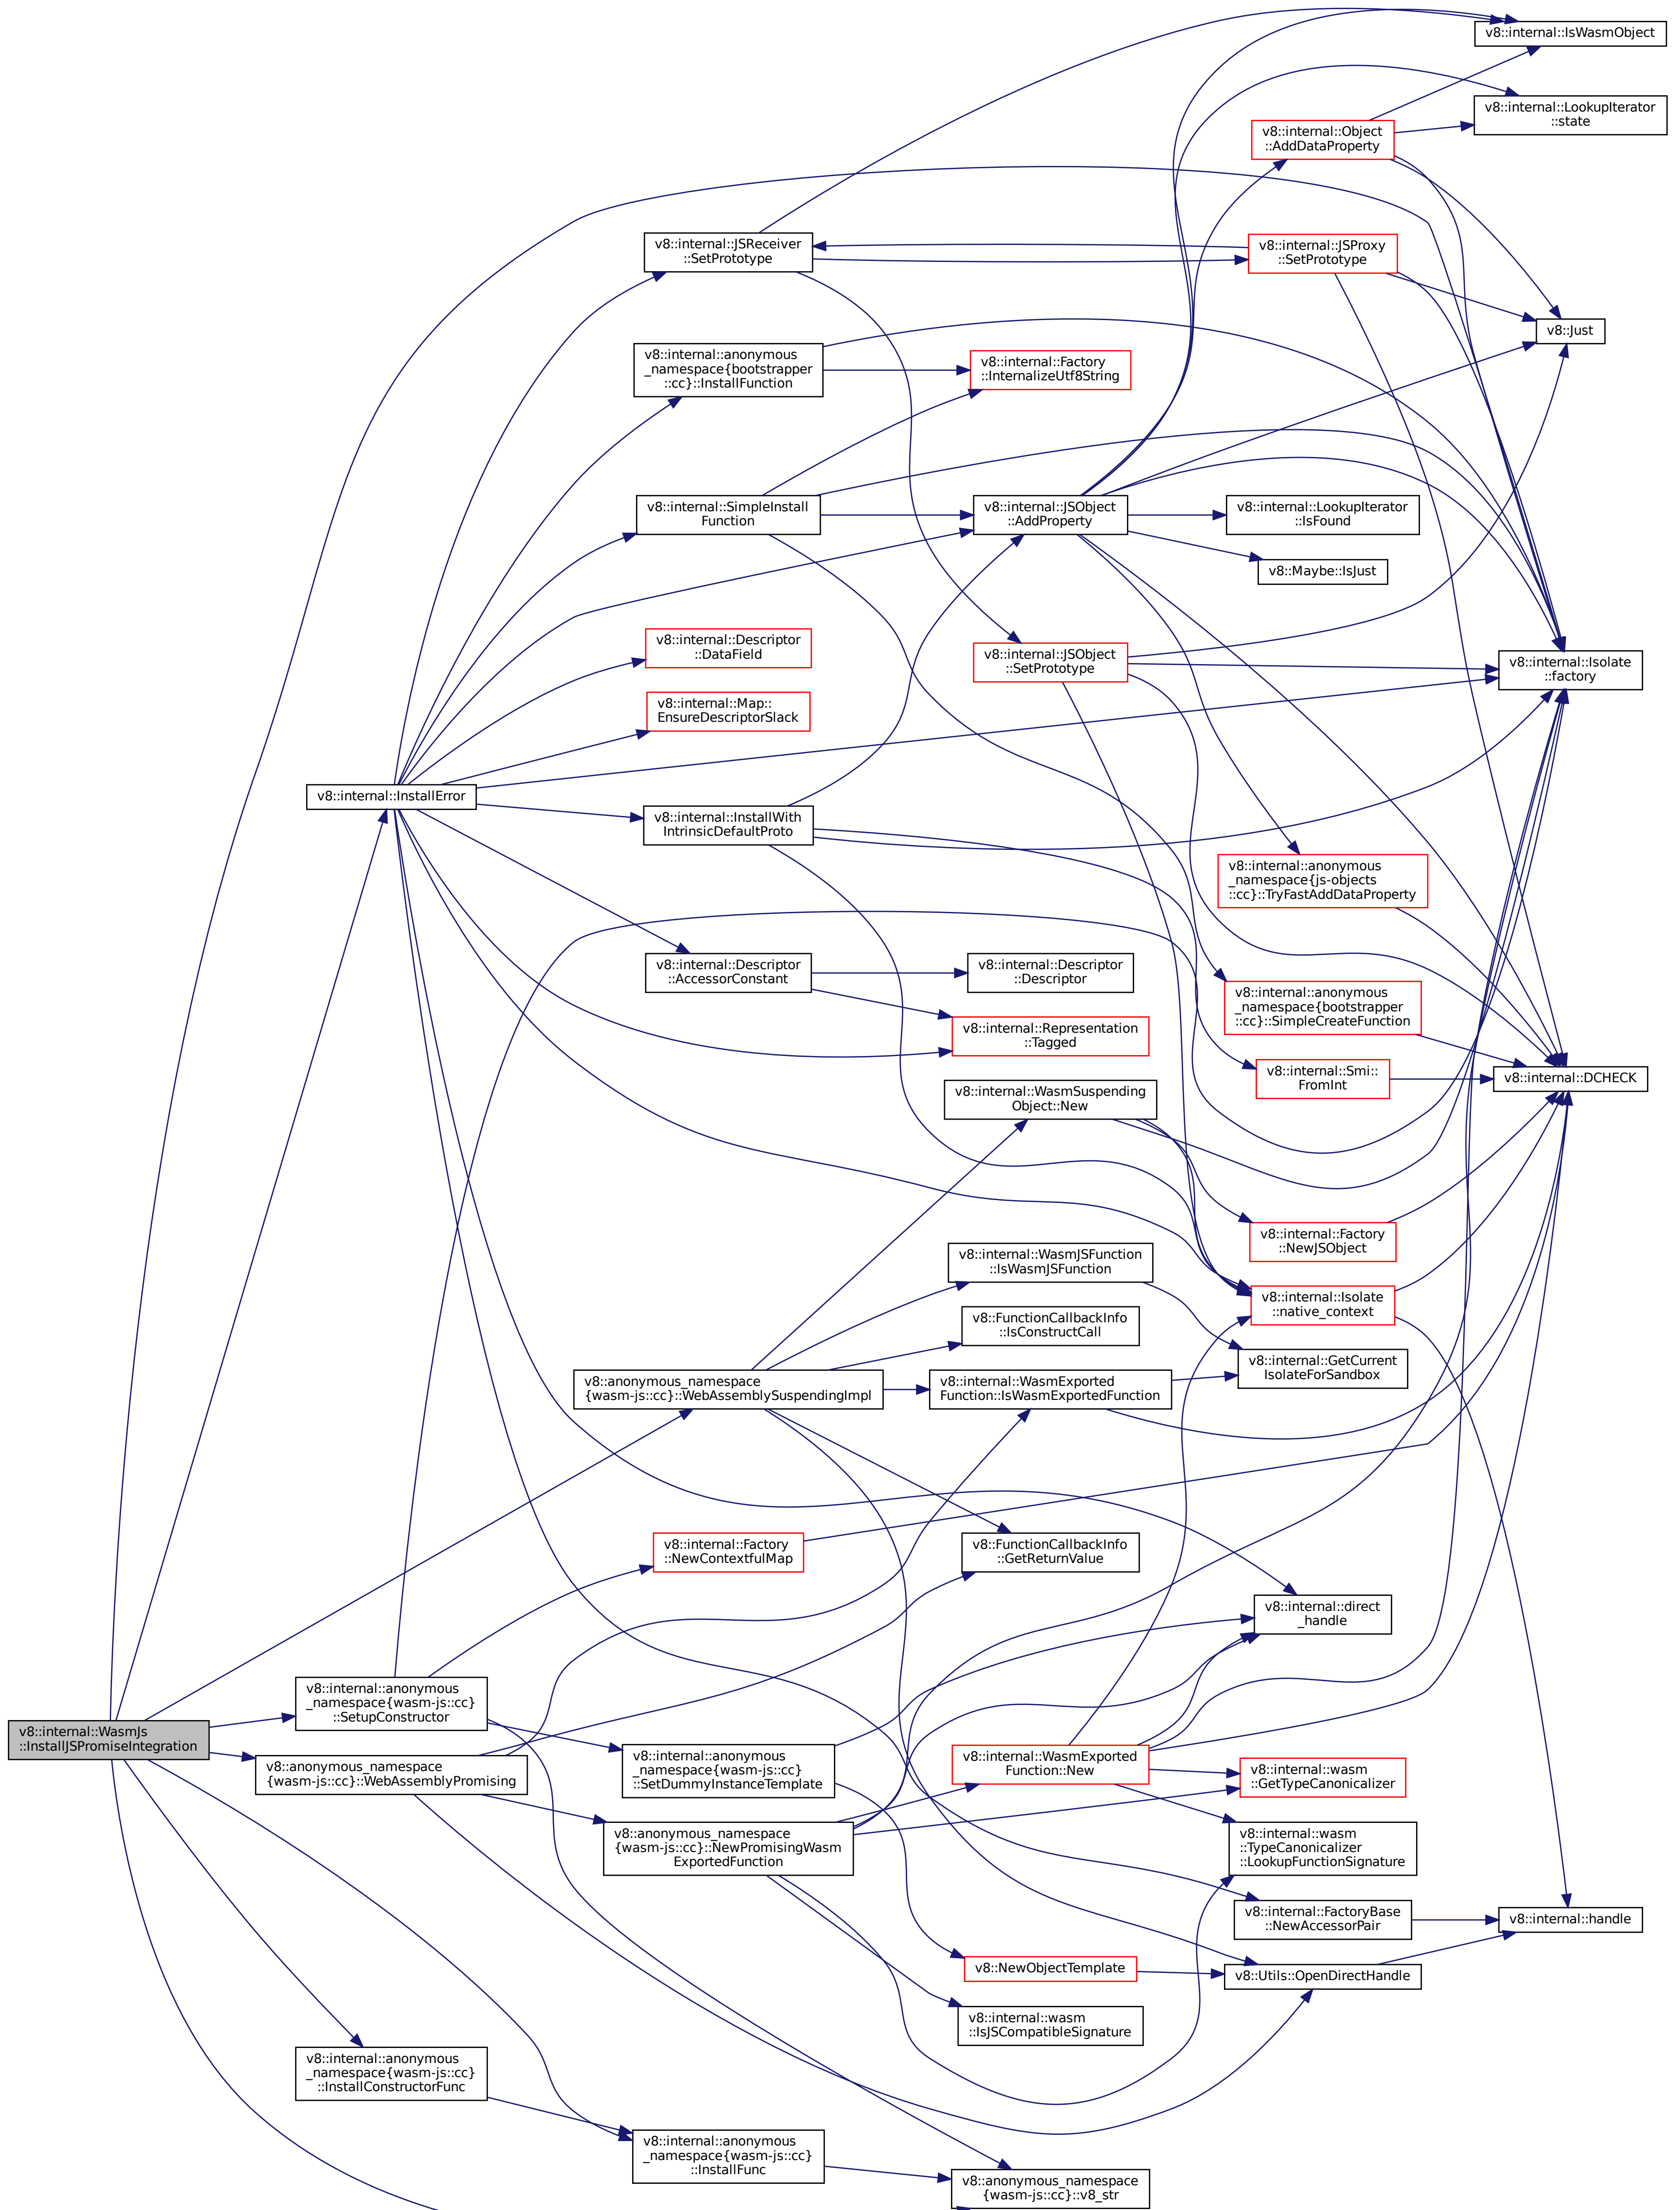 v8::internal::IsWasmObject
v8::internal::LookupIterator
::state
v8::internal::Object
::AddDataProperty
v8::internal::JSReceiver
::SetPrototype
v8::internal::JSProxy
::SetPrototype
v8::Just
v8::internal::anonymous
_namespace{bootstrapper
::cc}::InstallFunction
v8::internal::Factory
::InternalizeUtf8String
v8::internal::SimpleInstall
Function
v8::internal::JSObject
::AddProperty
v8::internal::LookupIterator
::IsFound
v8::Maybe::IsJust
v8::internal::Descriptor
::DataField
v8::internal::JSObject
::SetPrototype
v8::internal::Isolate
::factory
v8::internal::Map::
EnsureDescriptorSlack
v8::internal::InstallError
v8::internal::InstallWith
IntrinsicDefaultProto
v8::internal::anonymous
_namespace{js-objects
::cc}::TryFastAddDataProperty
v8::internal::Descriptor
::AccessorConstant
v8::internal::Descriptor
::Descriptor
v8::internal::anonymous
_namespace{bootstrapper
::cc}::SimpleCreateFunction
v8::internal::Representation
::Tagged
v8::internal::Smi::
FromInt
v8::internal::DCHECK
v8::internal::WasmSuspending
Object::New
v8::internal::Factory
::NewJSObject
v8::internal::WasmJSFunction
::IsWasmJSFunction
v8::internal::Isolate
::native_context
v8::FunctionCallbackInfo
::IsConstructCall
v8::internal::GetCurrent
IsolateForSandbox
v8::anonymous_namespace
{wasm-js::cc}::WebAssemblySuspendingImpl
v8::internal::WasmExported
Function::IsWasmExportedFunction
v8::internal::Factory
::NewContextfulMap
v8::FunctionCallbackInfo
::GetReturnValue
v8::internal::direct
_handle
v8::internal::anonymous
_namespace{wasm-js::cc}
::SetupConstructor
v8::internal::WasmJs
::InstallJSPromiseIntegration
v8::anonymous_namespace
{wasm-js::cc}::WebAssemblyPromising
v8::internal::anonymous
_namespace{wasm-js::cc}
::SetDummyInstanceTemplate
v8::internal::WasmExported
Function::New
v8::internal::wasm
::GetTypeCanonicalizer
v8::anonymous_namespace
{wasm-js::cc}::NewPromisingWasm
ExportedFunction
v8::internal::wasm
::TypeCanonicalizer
::LookupFunctionSignature
v8::internal::FactoryBase
::NewAccessorPair
v8::internal::handle
v8::NewObjectTemplate
v8::Utils::OpenDirectHandle
v8::internal::wasm
::IsJSCompatibleSignature
v8::internal::anonymous
_namespace{wasm-js::cc}
::InstallConstructorFunc
v8::internal::anonymous
_namespace{wasm-js::cc}
::InstallFunc
v8::anonymous_namespace
{wasm-js::cc}::v8_str